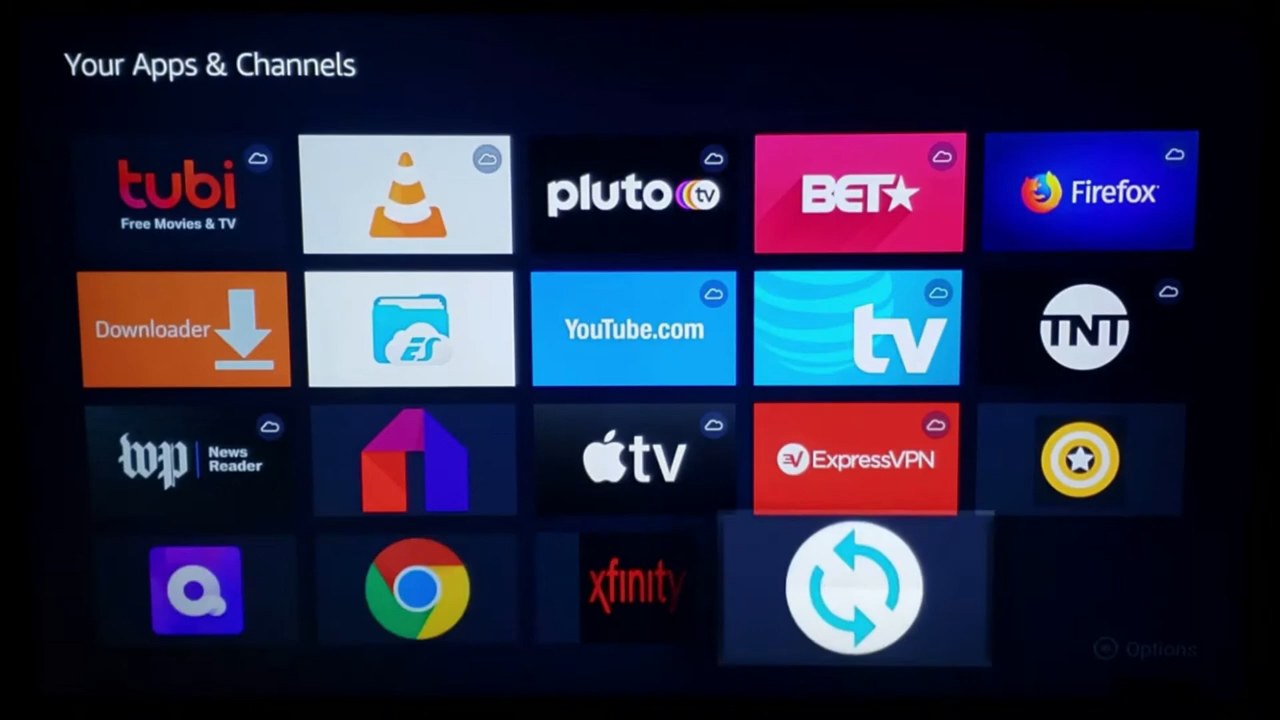 Your Apps & Channels
tubi
Free Movies & TV
pluto tv
BET
Firefox
Downloader
ES
YouTube.com
tv
TNT
wp
News
Reader
tv
ExpressVPN
xfinity
Options